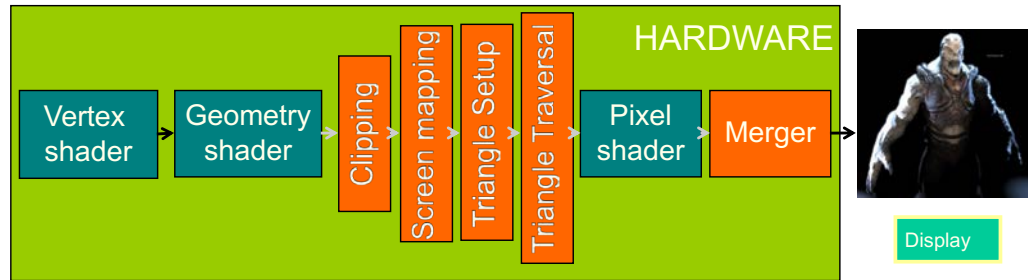 HARDWARE
Vertex
shader
Geometry
shader
Clipping
Screen mapping
Triangle Setup
Triangle Traversal
Pixel
shader
Merger
Display